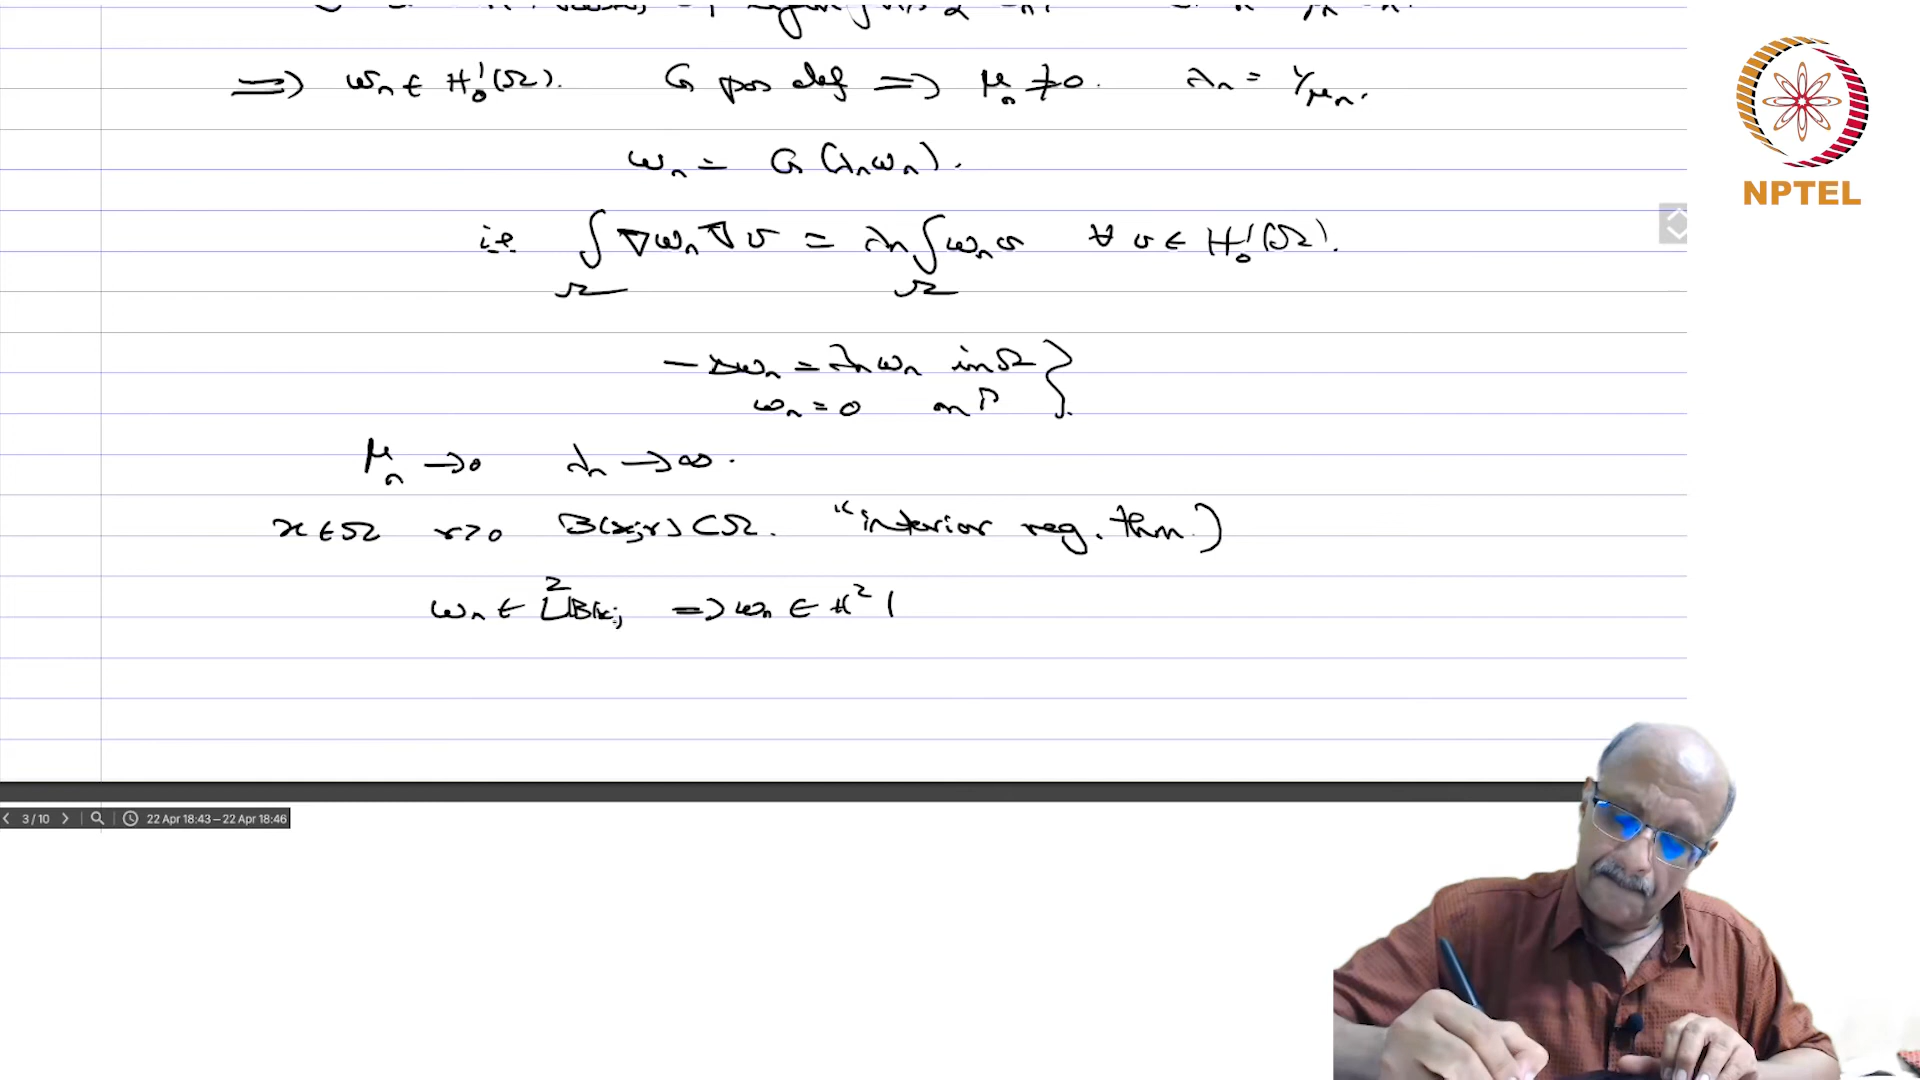 ⟹ wₙ ∈ H₀¹(Ω). G pos def ⟹ μₙ ≠ 0. λₙ = 1/μₙ.
NPTEL
wₙ = G(λₙwₙ).
i.e. ∫_Ω ∇wₙ∇v = λₙ∫_Ω wₙv ∀ v ∈ H₀¹(Ω).
−Δwₙ = λₙwₙ in Ω }
wₙ = 0 on Γ
μₙ → 0 λₙ → ∞.
x ∈ Ω r>0 B(x;r) ⊂ Ω. "interior reg. thm.)
wₙ ∈ L²(B(x; ⟹ wₙ ∈ H² (
3 / 10 22 Apr 18:43 – 22 Apr 18:46